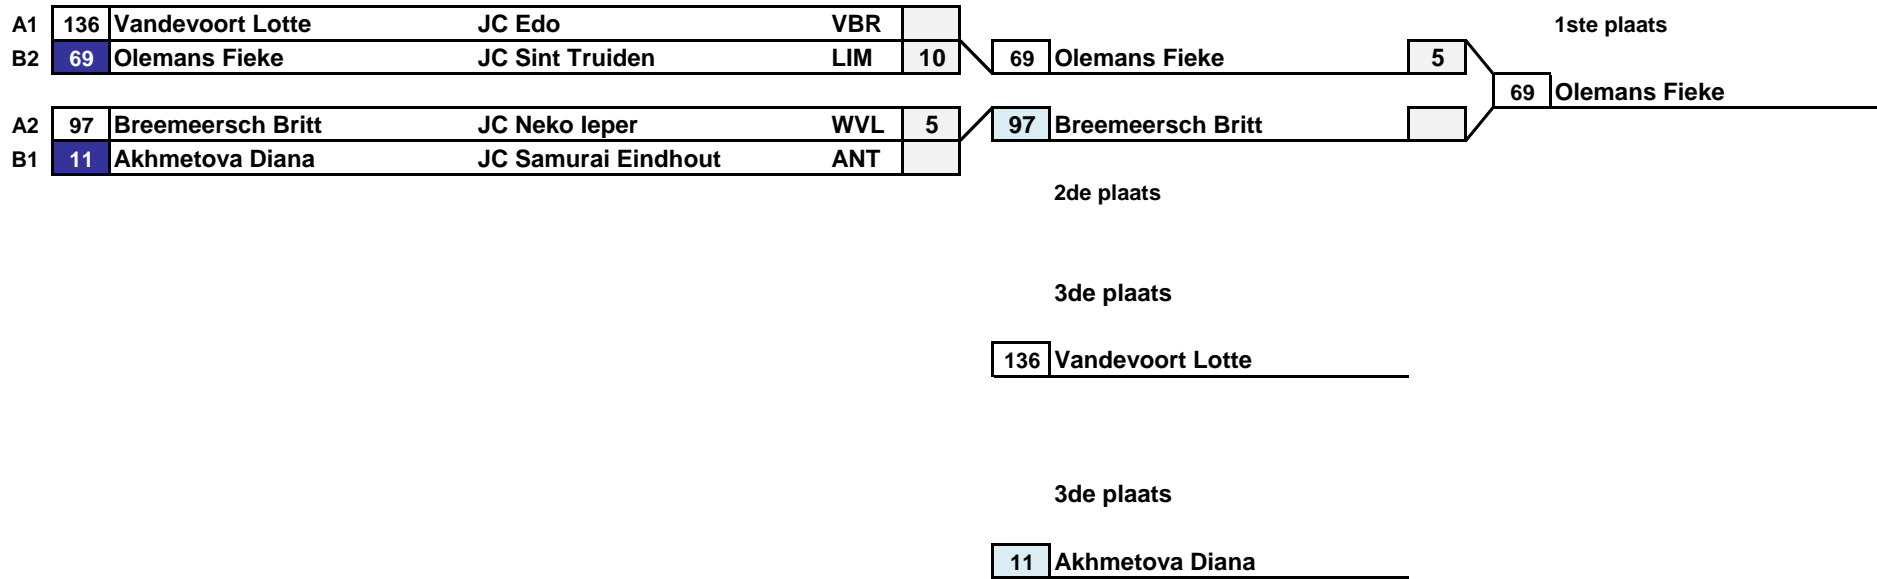 A1 136 Vandevoort Lotte JC Edo VBR 1ste plaats
B2 69 Olemans Fieke JC Sint Truiden LIM 10 69 Olemans Fieke 5
69 Olemans Fieke
A2 97 Breemeersch Britt JC Neko Ieper WVL 5 97 Breemeersch Britt
B1 11 Akhmetova Diana JC Samurai Eindhout ANT
2de plaats
3de plaats
136 Vandevoort Lotte
3de plaats
11 Akhmetova Diana